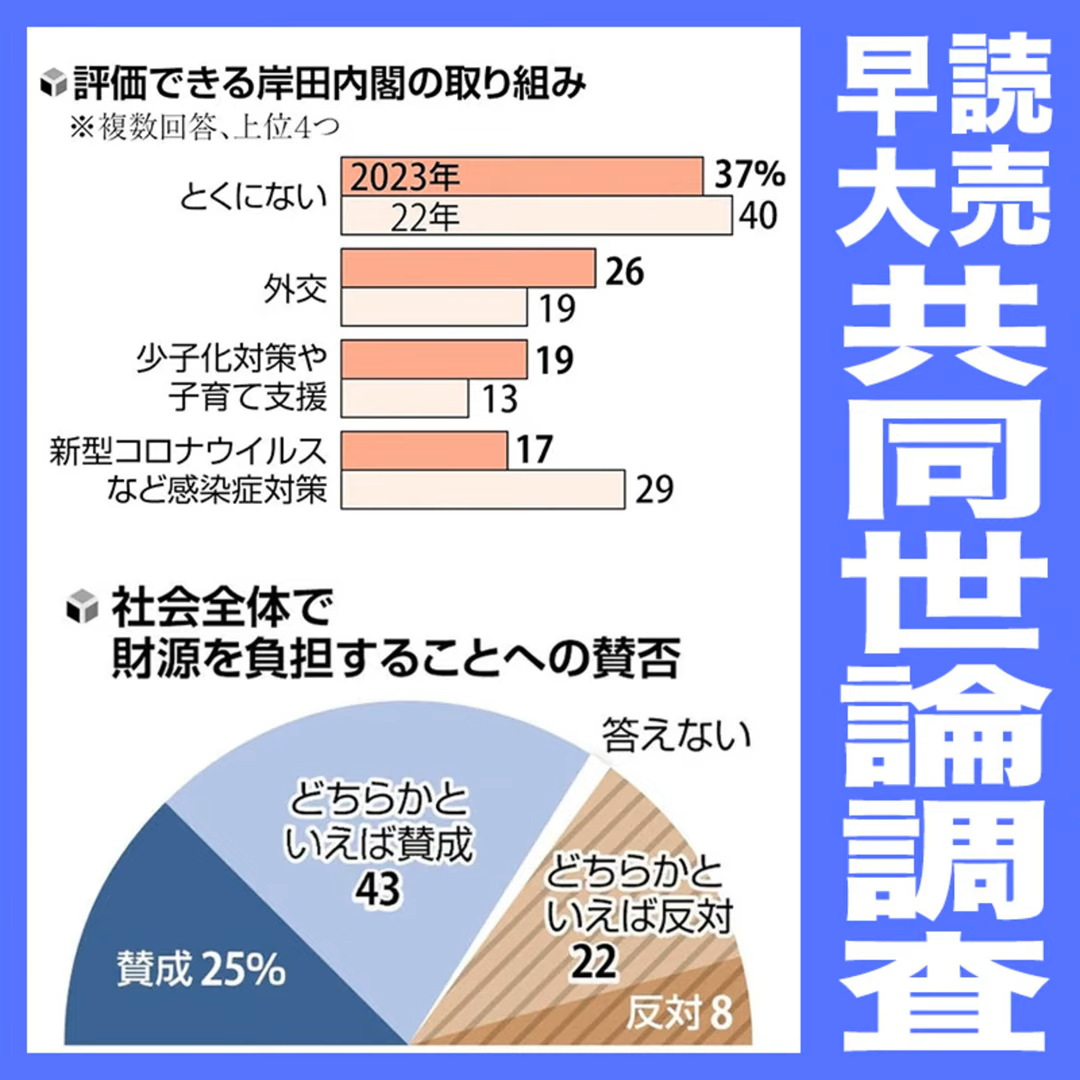 評価できる岸田内閣の取り組み
※複数回答、上位4つ
とくにない
2023年
37%
22年
40
外交
26
19
少子化対策や
子育て支援
19
13
新型コロナウイルス
など感染症対策
17
29
社会全体で
財源を負担することへの賛否
賛成 25%
どちらかと
いえば賛成
43
答えない
どちらかと
いえば反対
22
反対 8
読売
早大
共同世論調査